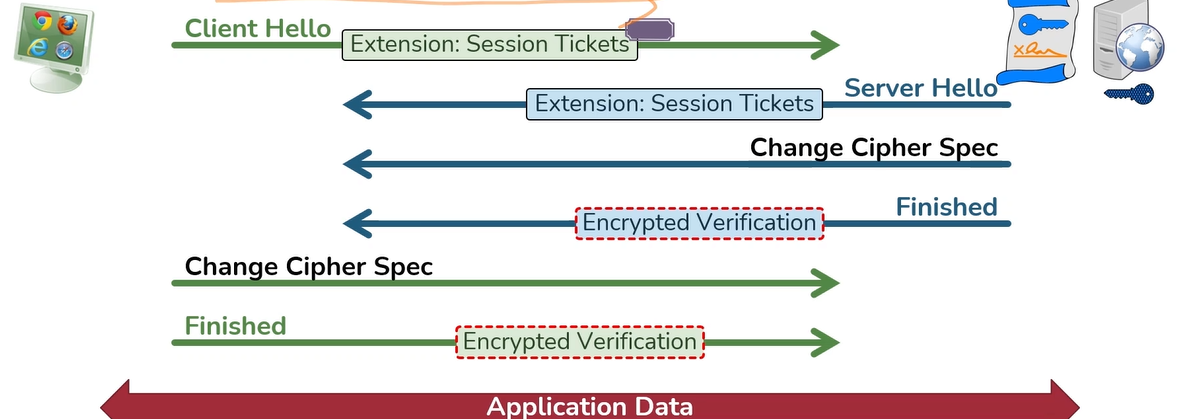 Client Hello
Extension: Session Tickets
Server Hello
Extension: Session Tickets
Change Cipher Spec
Finished
Encrypted Verification
Change Cipher Spec
Finished
Encrypted Verification
Application Data